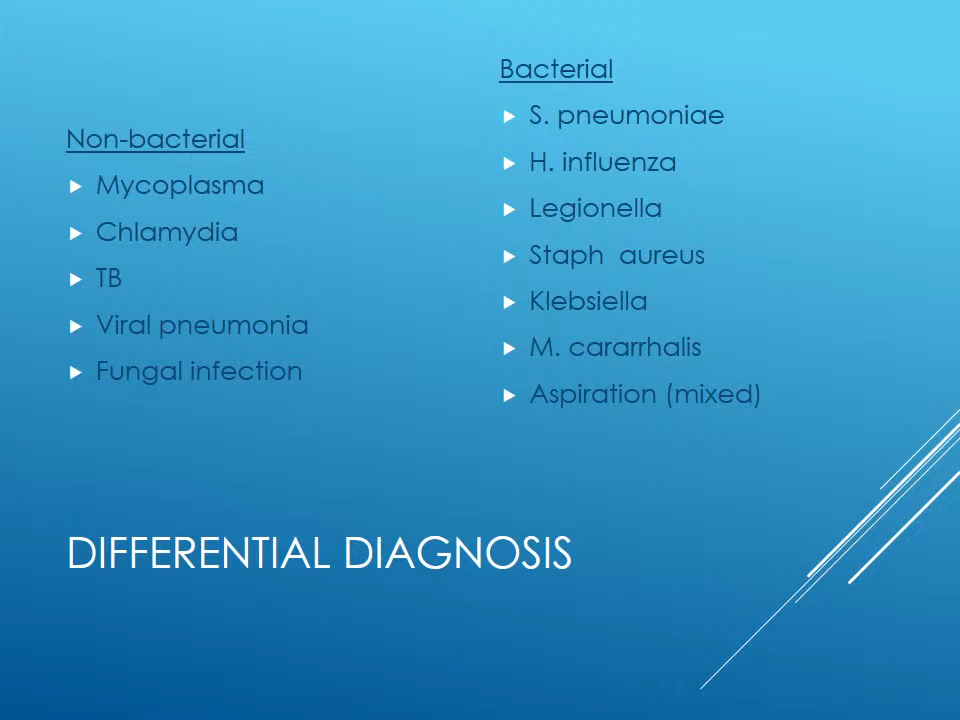 Non-bacterial
Mycoplasma
Chlamydia
TB
Viral pneumonia
Fungal infection
Bacterial
S. pneumoniae
H. influenza
Legionella
Staph  aureus
Klebsiella
M. cararrhalis
Aspiration (mixed)
DIFFERENTIAL DIAGNOSIS